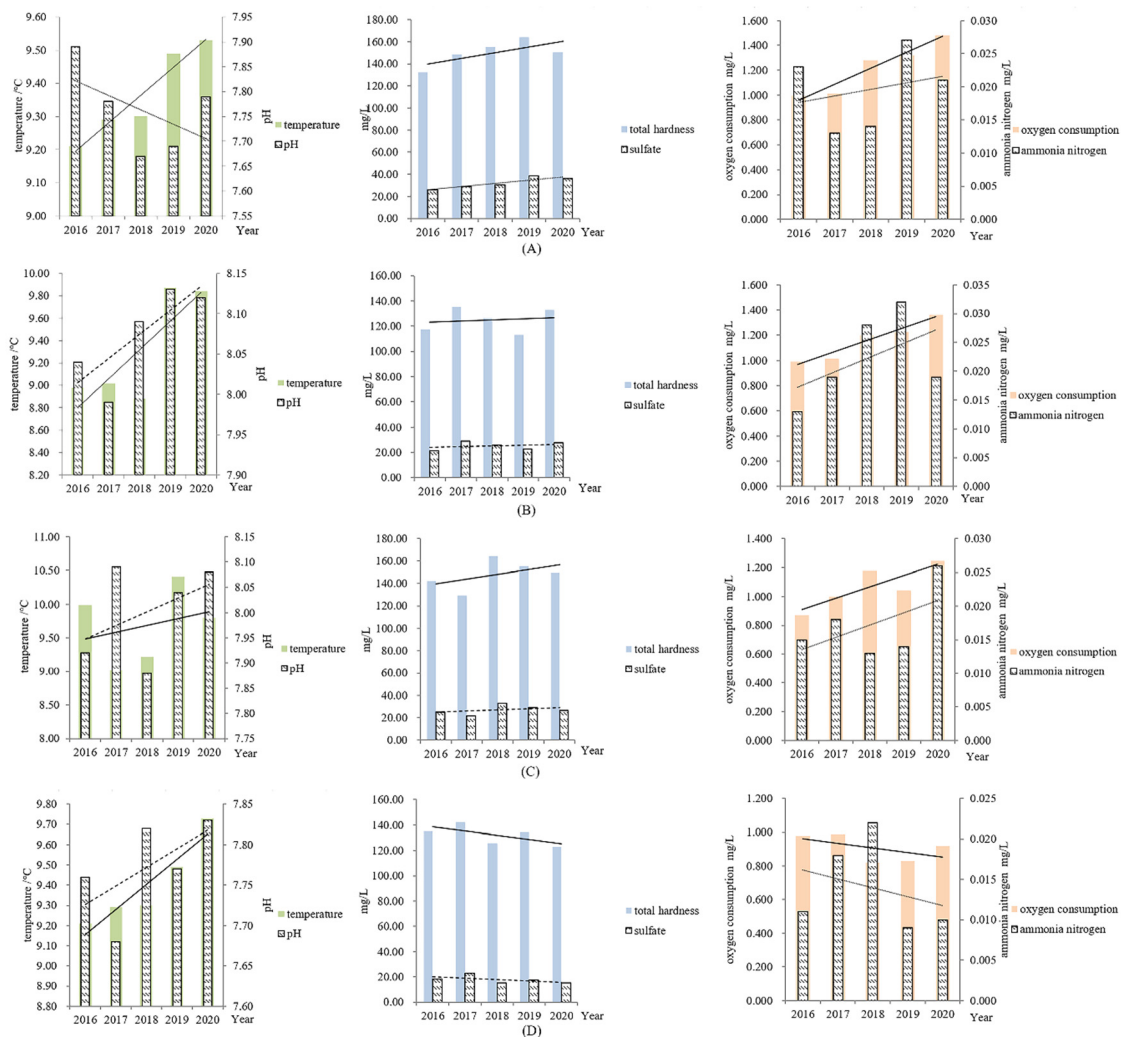 temperature /°C
9.60
9.50
9.40
9.30
9.20
9.10
9.00
7.95
7.90
7.85
7.80
7.75
7.70
7.65
7.60
7.55
pH
temperature
pH
2016 2017 2018 2019 2020 Year
mg/L
180.00
160.00
140.00
120.00
100.00
80.00
60.00
40.00
20.00
0.00
total hardness
sulfate
2016 2017 2018 2019 2020 Year
oxygen consumption mg/L
1.600
1.400
1.200
1.000
0.800
0.600
0.400
0.200
0.000
0.030
0.025
0.020
0.015
0.010
0.005
0.000
ammonia nitrogen mg/L
oxygen consumption
ammonia nitrogen
2016 2017 2018 2019 2020 Year
(A)
temperature /°C
10.00
9.80
9.60
9.40
9.20
9.00
8.80
8.60
8.40
8.20
8.15
8.10
8.05
8.00
7.95
7.90
pH
temperature
pH
2016 2017 2018 2019 2020 Year
mg/L
160.00
140.00
120.00
100.00
80.00
60.00
40.00
20.00
0.00
total hardness
sulfate
2016 2017 2018 2019 2020 Year
oxygen consumption mg/L
1.600
1.400
1.200
1.000
0.800
0.600
0.400
0.200
0.000
0.035
0.030
0.025
0.020
0.015
0.010
0.005
0.000
ammonia nitrogen mg/L
oxygen consumption
ammonia nitrogen
2016 2017 2018 2019 2020 Year
(B)
temperature /°C
11.00
10.50
10.00
9.50
9.00
8.50
8.00
8.15
8.10
8.05
8.00
7.95
7.90
7.85
7.80
7.75
pH
temperature
pH
2016 2017 2018 2019 2020 Year
mg/L
180.00
160.00
140.00
120.00
100.00
80.00
60.00
40.00
20.00
0.00
total hardness
sulfate
2016 2017 2018 2019 2020 Year
oxygen consumption mg/L
1.400
1.200
1.000
0.800
0.600
0.400
0.200
0.000
0.030
0.025
0.020
0.015
0.010
0.005
0.000
ammonia nitrogen mg/L
oxygen consumption
ammonia nitrogen
2016 2017 2018 2019 2020 Year
(C)
temperature /°C
9.80
9.70
9.60
9.50
9.40
9.30
9.20
9.10
9.00
8.90
8.80
7.85
7.80
7.75
7.70
7.65
7.60
pH
temperature
pH
2016 2017 2018 2019 2020 Year
mg/L
160.00
140.00
120.00
100.00
80.00
60.00
40.00
20.00
0.00
total hardness
sulfate
2016 2017 2018 2019 2020 Year
oxygen consumption mg/L
1.200
1.000
0.800
0.600
0.400
0.200
0.000
0.025
0.020
0.015
0.010
0.005
0.000
ammonia nitrogen mg/L
oxygen consumption
ammonia nitrogen
2016 2017 2018 2019 2020 Year
(D)